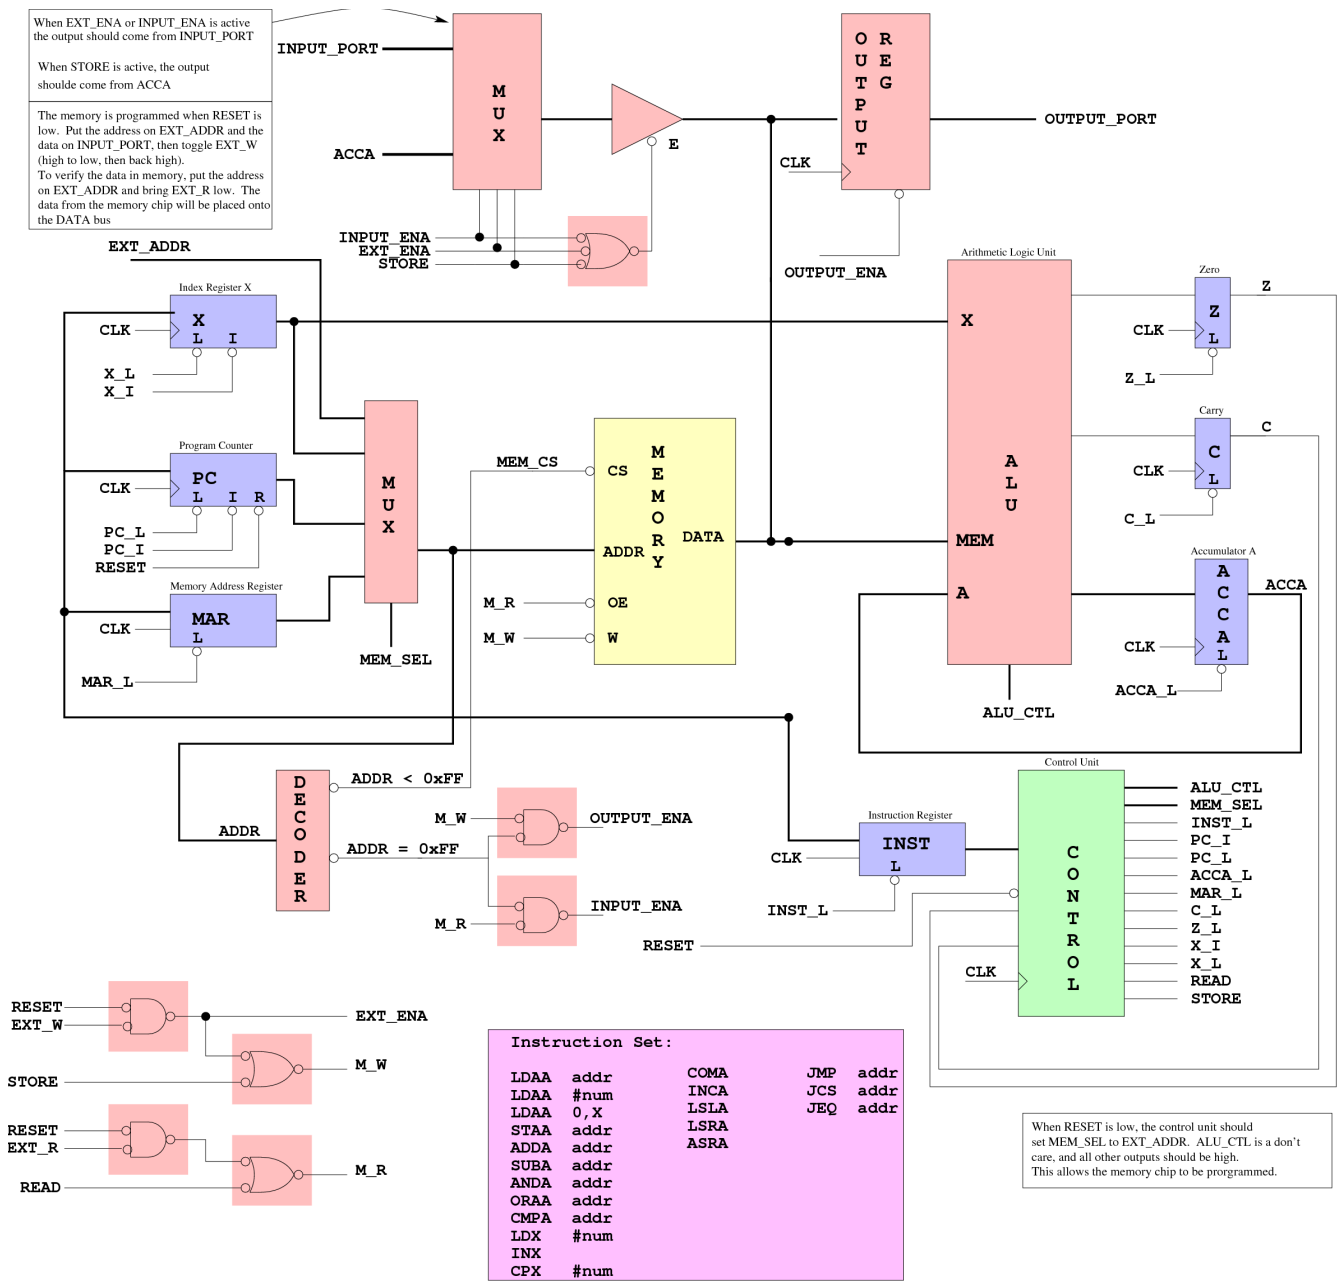 When EXT_ENA or INPUT_ENA is active
the output should come from INPUT_PORT
When STORE is active, the output
shoulde come from ACCA
The memory is programmed when RESET is
low. Put the address on EXT_ADDR and the
data on INPUT_PORT, then toggle EXT_W
(high to low, then back high).
To verify the data in memory, put the address
on EXT_ADDR and bring EXT_R low. The
data from the memory chip will be placed onto
the DATA bus
INPUT_PORT
ACCA
MUX
E
INPUT_ENA
EXT_ENA
STORE
OUTPUT
REG
CLK
OUTPUT_ENA
OUTPUT_PORT
EXT_ADDR
Index Register X
X
L I
CLK
X_L
X_I
Program Counter
PC
L I R
CLK
PC_L
PC_I
RESET
Memory Address Register
MAR
L
CLK
MAR_L
MUX
MEM_SEL
MEM_CS
MEMORY
CS
ADDR
DATA
OE
W
M_R
M_W
Arithmetic Logic Unit
X
ALU
MEM
A
ALU_CTL
Zero
Z
Z
L
CLK
Z_L
Carry
C
C
L
CLK
C_L
Accumulator A
ACCA
L
ACCA
CLK
ACCA_L
DECODER
ADDR
ADDR < 0xFF
ADDR = 0xFF
M_W
OUTPUT_ENA
M_R
INPUT_ENA
Instruction Register
INST
L
CLK
INST_L
RESET
Control Unit
CONTROL
CLK
ALU_CTL
MEM_SEL
INST_L
PC_I
PC_L
ACCA_L
MAR_L
C_L
Z_L
X_I
X_L
READ
STORE
RESET
EXT_W
EXT_ENA
STORE
M_W
RESET
EXT_R
READ
M_R
Instruction Set:
LDAA addr
LDAA #num
LDAA 0,X
STAA addr
ADDA addr
SUBA addr
ANDA addr
ORAA addr
CMPA addr
LDX #num
INX
CPX #num
COMA
INCA
LSLA
LSRA
ASRA
JMP addr
JCS addr
JEQ addr
When RESET is low, the control unit should
set MEM_SEL to EXT_ADDR. ALU_CTL is a don't
care, and all other outputs should be high.
This allows the memory chip to be prorgrammed.